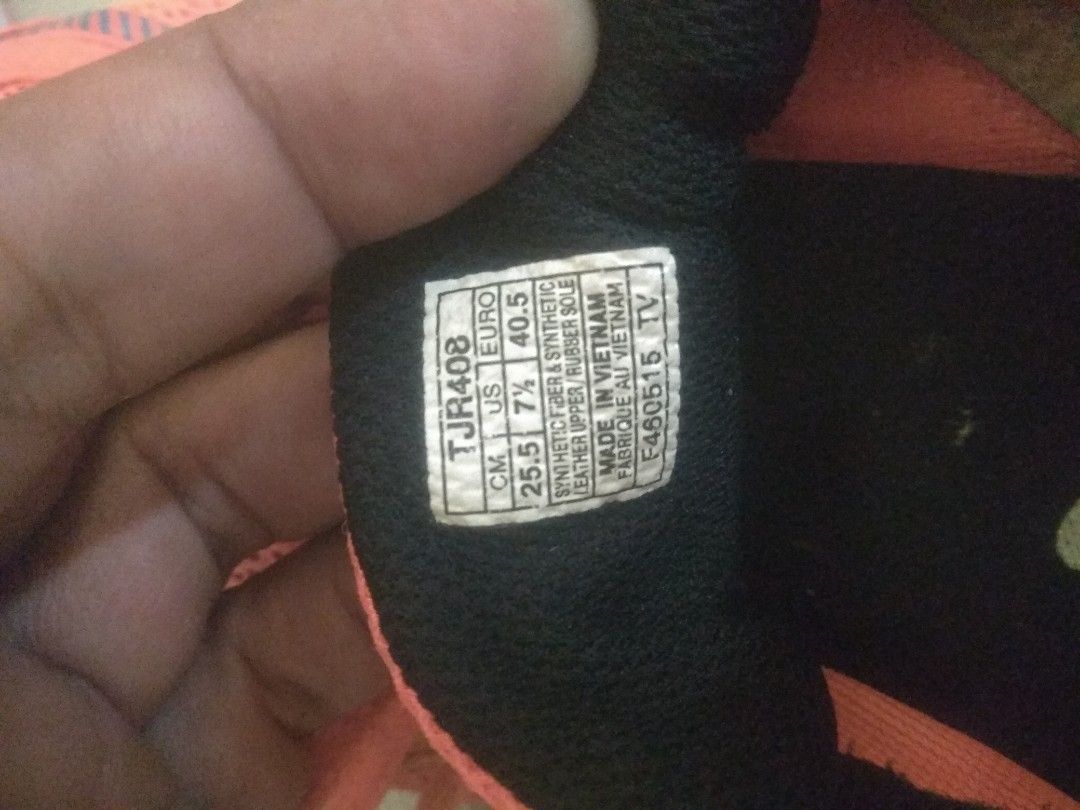 TJR408
CM US EURO
25.5 7½ 40.5
SYNTHETIC FIBER & SYNTHETIC
LEATHER UPPER / RUBBER SOLE
MADE IN VIETNAM
FABRIQUE AU VIETNAM
F460515 TV